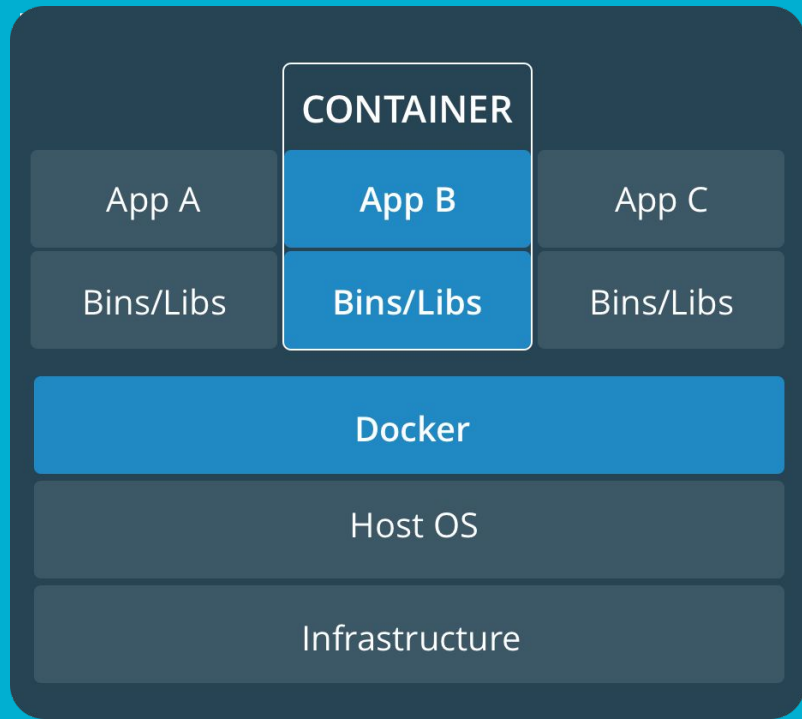 CONTAINER
App A
App B
App C
Bins/Libs
Bins/Libs
Bins/Libs
Docker
Host OS
Infrastructure